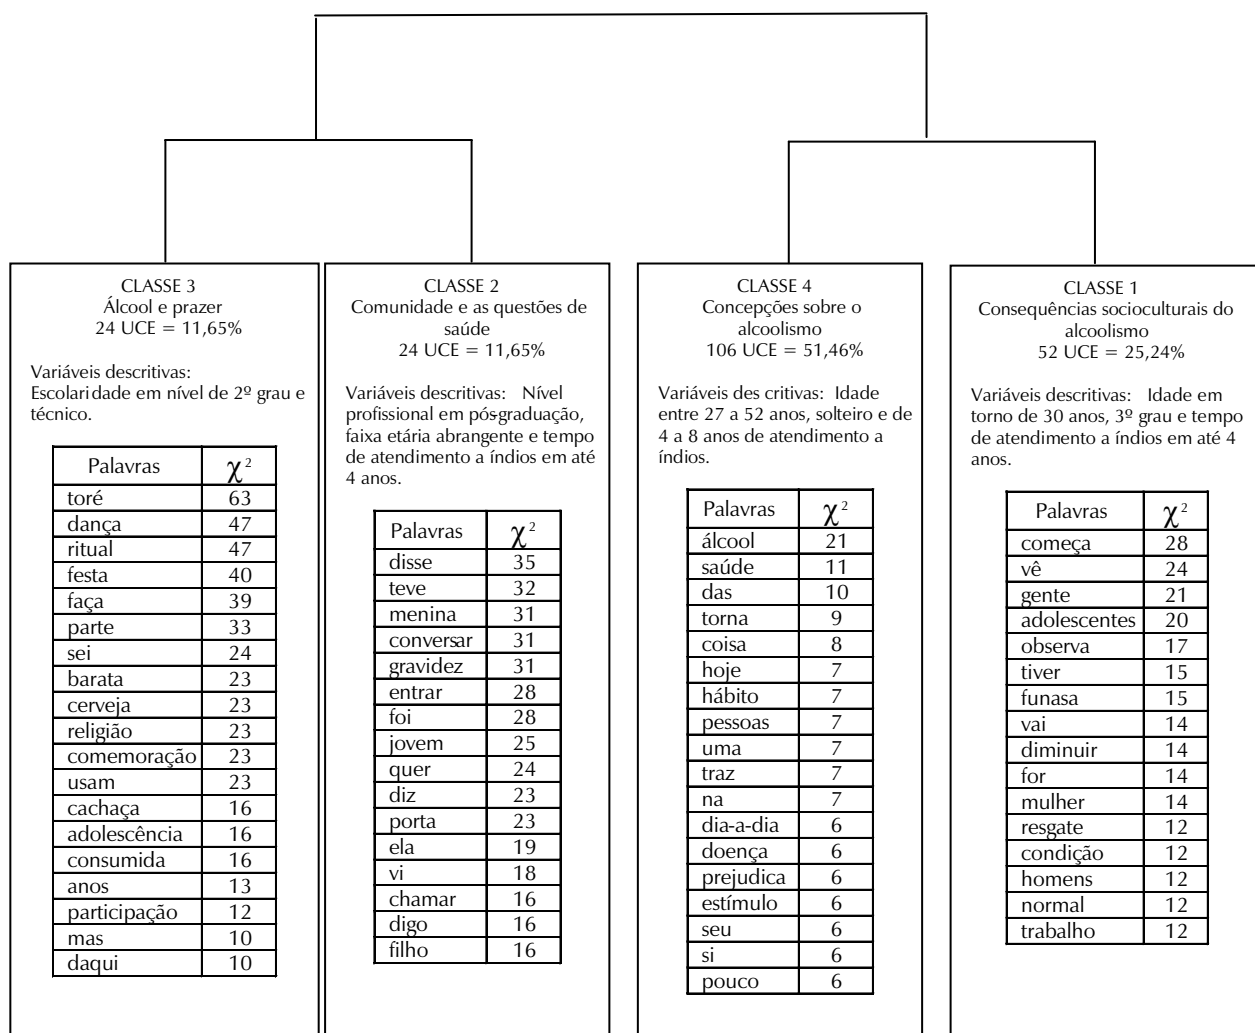 CLASSE 3
Álcool e prazer
24 UCE = 11,65%
Variáveis descritivas:
Escolaridade em nível de 2º grau e
técnico.
Palavras χ²
toré 63
dança 47
ritual 47
festa 40
faça 39
parte 33
sei 24
barata 23
cerveja 23
religião 23
comemoração 23
usam 23
cachaça 16
adolescência 16
consumida 16
anos 13
participação 12
mas 10
daqui 10
CLASSE 2
Comunidade e as questões de
saúde
24 UCE = 11,65%
Variáveis descritivas: Nível
profissional em pós-graduação,
faixa etária abrangente e tempo
de atendimento a índios em até
4 anos.
Palavras χ²
disse 35
teve 32
menina 31
conversar 31
gravidez 31
entrar 28
foi 28
jovem 25
quer 24
diz 23
porta 23
ela 19
vi 18
chamar 16
digo 16
filho 16
CLASSE 4
Concepções sobre o
alcoolismo
106 UCE = 51,46%
Variáveis des critivas: Idade
entre 27 a 52 anos, solteiro e de
4 a 8 anos de atendimento a
índios.
Palavras χ²
álcool 21
saúde 11
das 10
torna 9
coisa 8
hoje 7
hábito 7
pessoas 7
uma 7
traz 7
na 7
dia-a-dia 6
doença 6
prejudica 6
estímulo 6
seu 6
si 6
pouco 6
CLASSE 1
Consequências socioculturais do
alcoolismo
52 UCE = 25,24%
Variáveis descritivas: Idade em
torno de 30 anos, 3º grau e tempo
de atendimento a índios em até 4
anos.
Palavras χ²
começa 28
vê 24
gente 21
adolescentes 20
observa 17
tiver 15
funasa 15
vai 14
diminuir 14
for 14
mulher 14
resgate 12
condição 12
homens 12
normal 12
trabalho 12